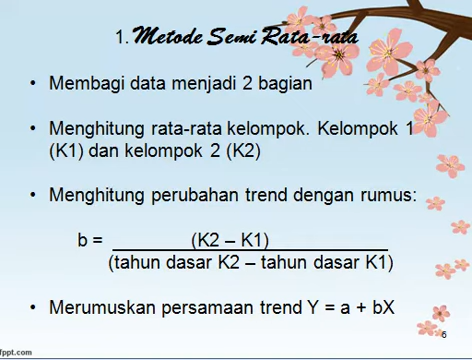 1. Metode Semi Rata-rata
• Membagi data menjadi 2 bagian
• Menghitung rata-rata kelompok. Kelompok 1
(K1) dan kelompok 2 (K2)
• Menghitung perubahan trend dengan rumus:
b = (K2 – K1)
(tahun dasar K2 – tahun dasar K1)
• Merumuskan persamaan trend Y = a + bX
6
fppt.com